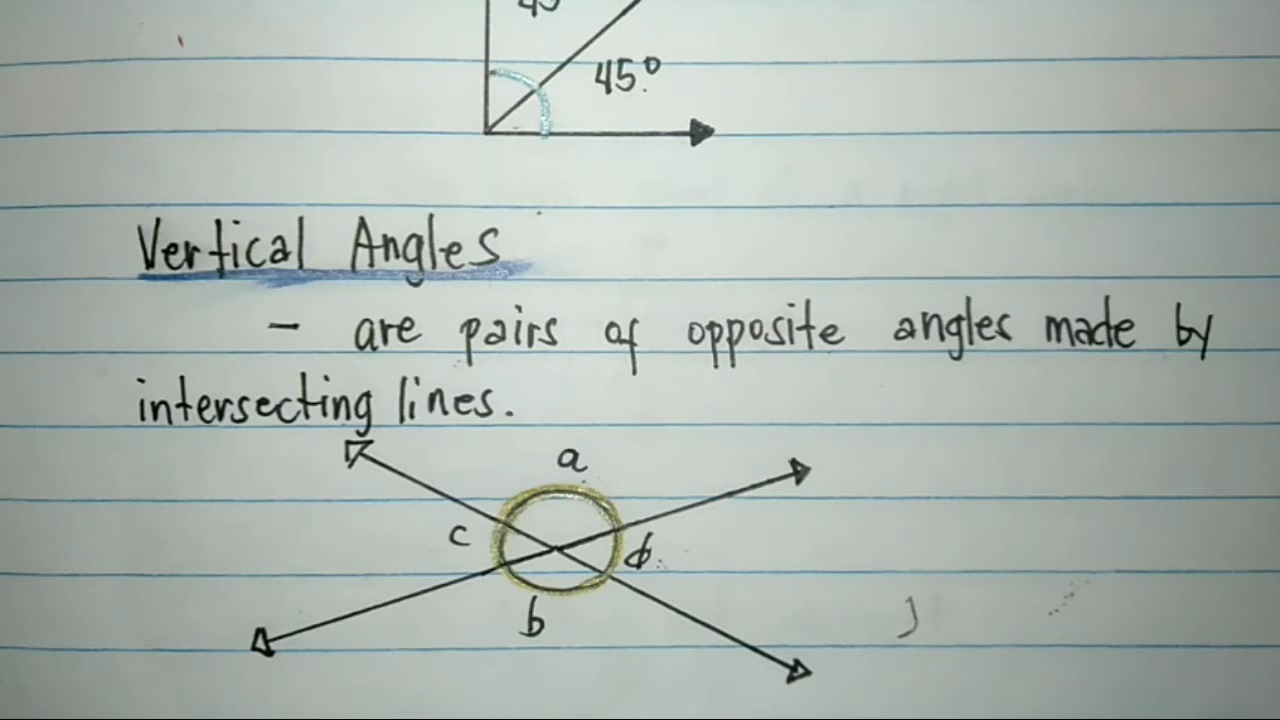 45°
Vertical Angles
- are pairs of opposite angles made by
intersecting lines.
a
c
d
b